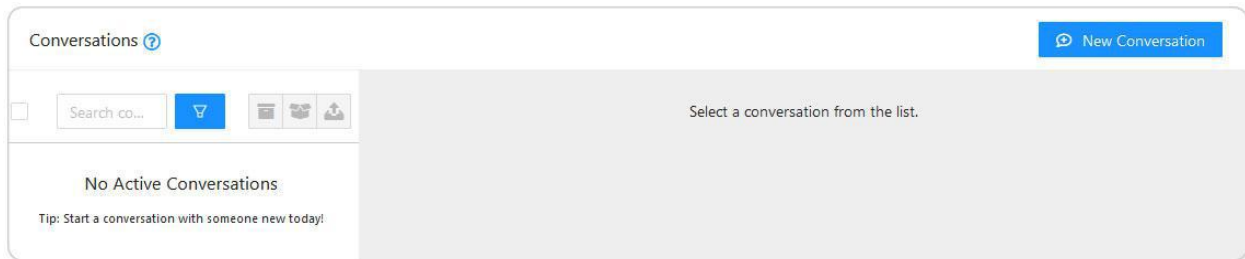 Conversations ?
New Conversation
Search co...
Select a conversation from the list.
No Active Conversations
Tip: Start a conversation with someone new today!